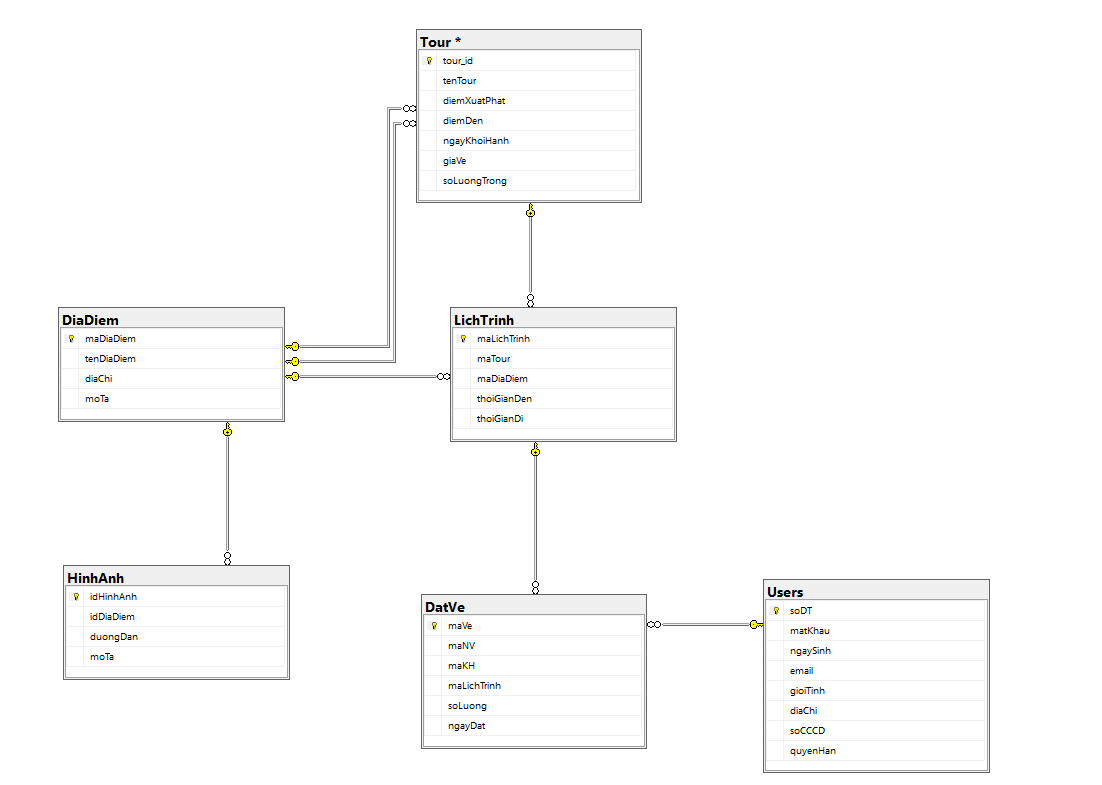 Tour *
tour_id
tenTour
diemXuatPhat
diemDen
ngayKhoiHanh
giaVe
soLuongTrong
DiaDiem
maDiaDiem
tenDiaDiem
diaChi
moTa
LichTrinh
maLichTrinh
maTour
maDiaDiem
thoiGianDen
thoiGianDi
HinhAnh
idHinhAnh
idDiaDiem
duongDan
moTa
DatVe
maVe
maNV
maKH
maLichTrinh
soLuong
ngayDat
Users
soDT
matKhau
ngaySinh
email
gioiTinh
diaChi
soCCCD
quyenHan